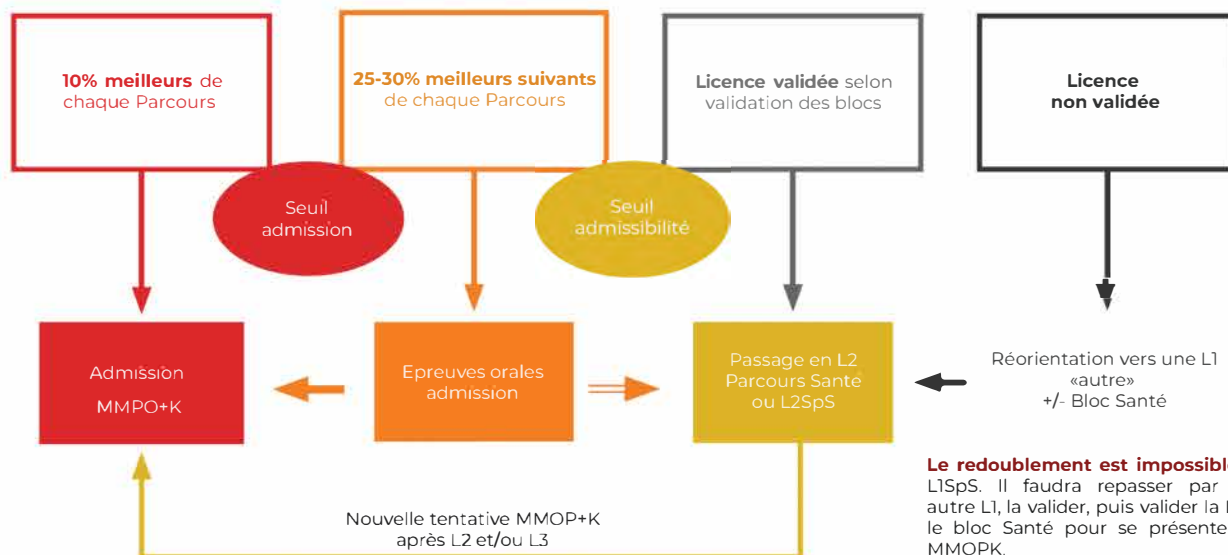 10% meilleurs de
chaque Parcours
25-30% meilleurs suivants
de chaque Parcours
Licence validée selon
validation des blocs
Licence
non validée
Seuil
admission
Seuil
admissibilité
Admission
MMPO+K
Epreuves orales
admission
Passage en L2
Parcours Santé
ou L2SpS
Réorientation vers une L1
«autre»
+/- Bloc Santé
Nouvelle tentative MMOP+K
après L2 et/ou L3
Le redoublement est impossible
L1SpS. Il faudra repasser par
autre L1, la valider, puis valider la
le bloc Santé pour se présente
MMOPK.